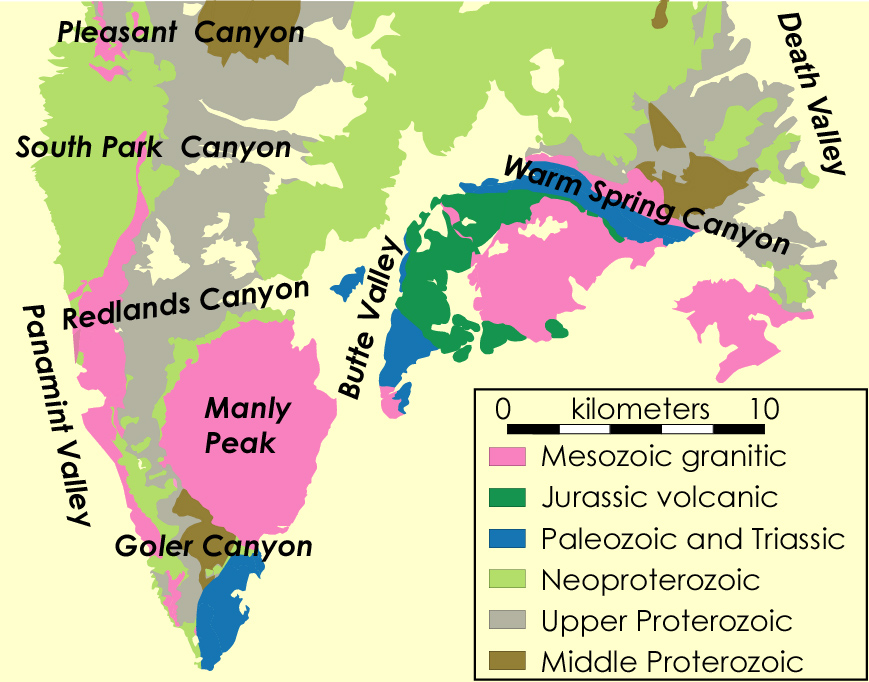 Pleasant Canyon
Death Valley
South Park Canyon
Warm Spring Canyon
Butte Valley
Redlands Canyon
Panamint Valley
Manly
Peak
Goler Canyon
0 kilometers 10
Mesozoic granitic
Jurassic volcanic
Paleozoic and Triassic
Neoproterozoic
Upper Proterozoic
Middle Proterozoic